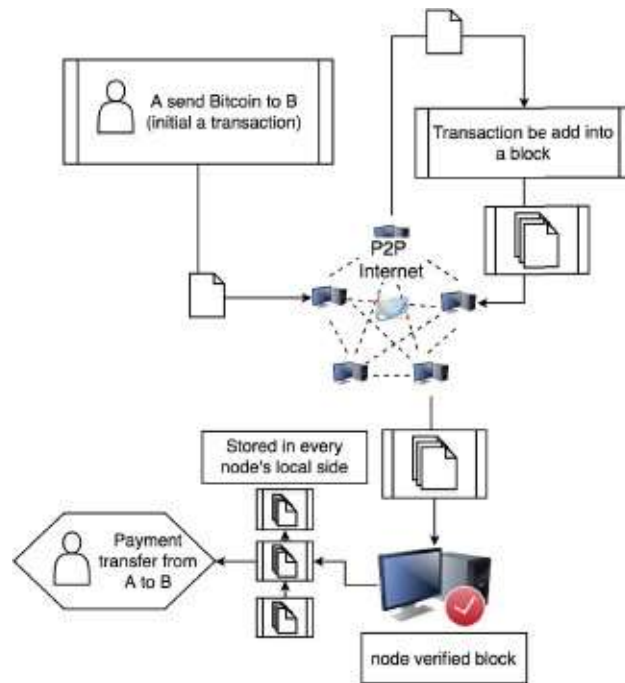 A send Bitcoin to B
(initial a transaction)
Transaction be add into
a block
P2P
Internet
Stored in every
node's local side
Payment
transfer from
A to B
node verified block